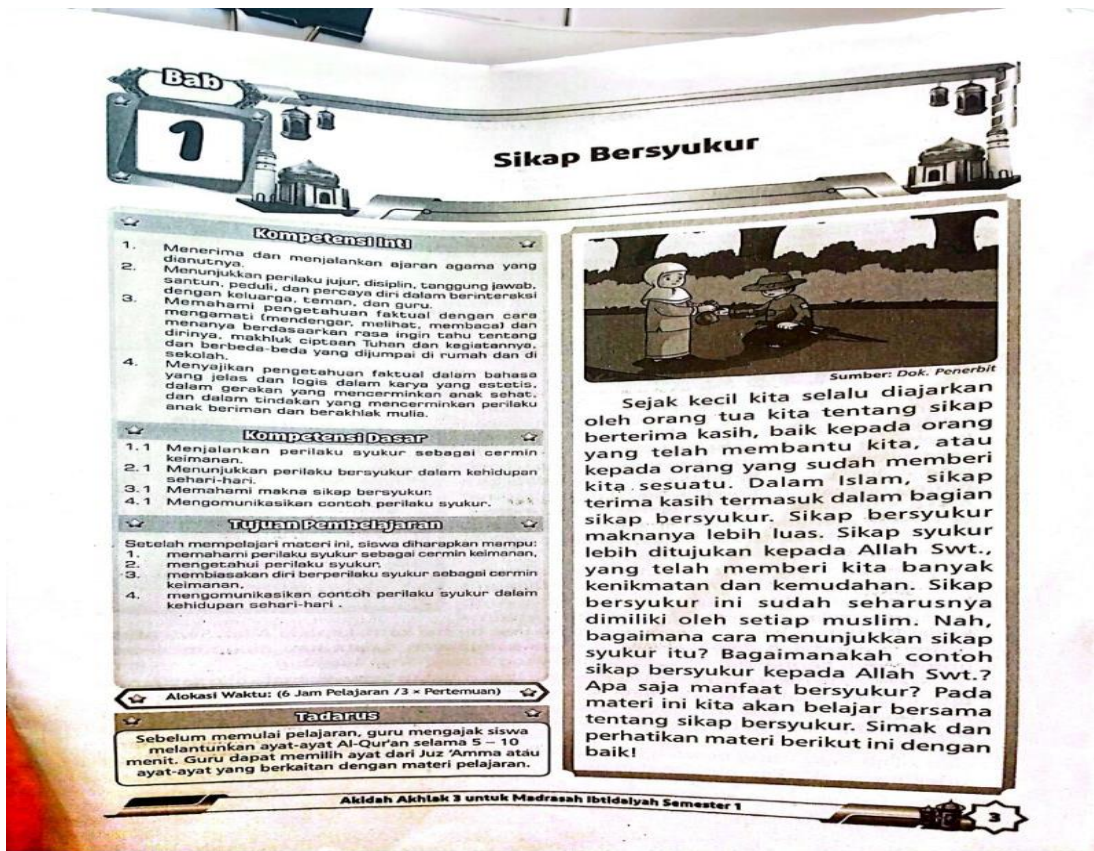 Bab
1
Sikap Bersyukur
Kompetensi Inti
1. Menerima dan menjalankan ajaran agama yang
dianutnya.
2. Menunjukkan perilaku jujur, disiplin, tanggung jawab,
santun, peduli, dan percaya diri dalam berinteraksi
dengan keluarga, teman, dan guru.
3. Memahami pengetahuan faktual dengan cara
mengamati (mendengar, melihat, membaca) dan
menanya berdasaarkan rasa ingin tahu tentang
dirinya, makhluk ciptaan Tuhan dan kegiatannya,
dan berbeda-beda yang dijumpai di rumah dan di
sekolah.
4. Menyajikan pengetahuan faktual dalam bahasa
yang jelas dan logis dalam karya yang estetis,
dalam gerakan yang mencerminkan anak sehat,
dan dalam tindakan yang mencerminkan perilaku
anak beriman dan berakhlak mulia.
Kompetensi Dasar
1.1 Menjalankan perilaku syukur sebagai cermin
keimanan.
2.1 Menunjukkan perilaku bersyukur dalam kehidupan
sehari-hari.
3.1 Memahami makna sikap bersyukur.
4.1 Mengomunikasikan contoh perilaku syukur.
Tujuan Pembelajaran
Setelah mempelajari materi ini, siswa diharapkan mampu:
1. memahami perilaku syukur sebagai cermin keimanan,
2. mengetahui perilaku syukur,
3. membiasakan diri berperilaku syukur sebagai cermin
keimanan,
4. mengomunikasikan contoh perilaku syukur dalam
kehidupan sehari-hari .
Alokasi Waktu: (6 Jam Pelajaran /3 × Pertemuan)
Tadarus
Sebelum memulai pelajaran, guru mengajak siswa
melantunkan ayat-ayat Al-Qur'an selama 5 – 10
menit. Guru dapat memilih ayat dari Juz 'Amma atau
ayat-ayat yang berkaitan dengan materi pelajaran.
Sumber: Dok. Penerbit
Sejak kecil kita selalu diajarkan
oleh orang tua kita tentang sikap
berterima kasih, baik kepada orang
yang telah membantu kita, atau
kepada orang yang sudah memberi
kita sesuatu. Dalam Islam, sikap
terima kasih termasuk dalam bagian
sikap bersyukur. Sikap bersyukur
maknanya lebih luas. Sikap syukur
lebih ditujukan kepada Allah Swt.,
yang telah memberi kita banyak
kenikmatan dan kemudahan. Sikap
bersyukur ini sudah seharusnya
dimiliki oleh setiap muslim. Nah,
bagaimana cara menunjukkan sikap
syukur itu? Bagaimanakah contoh
sikap bersyukur kepada Allah Swt.?
Apa saja manfaat bersyukur? Pada
materi ini kita akan belajar bersama
tentang sikap bersyukur. Simak dan
perhatikan materi berikut ini dengan
baik!
Akidah Akhlak 3 untuk Madrasah Ibtidaiyah Semester 1
3